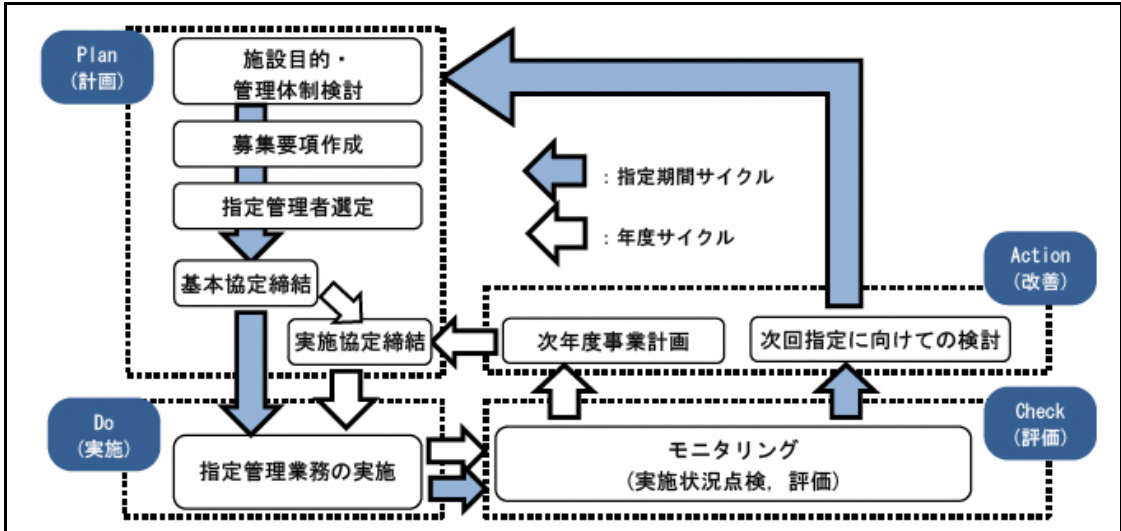 Plan
(計画)
施設目的・
管理体制検討
募集要項作成
指定管理者選定
基本協定締結
実施協定締結
：指定期間サイクル
：年度サイクル
Action
(改善)
次年度事業計画
次回指定に向けての検討
Do
(実施)
指定管理業務の実施
Check
(評価)
モニタリング
(実施状況点検，評価)